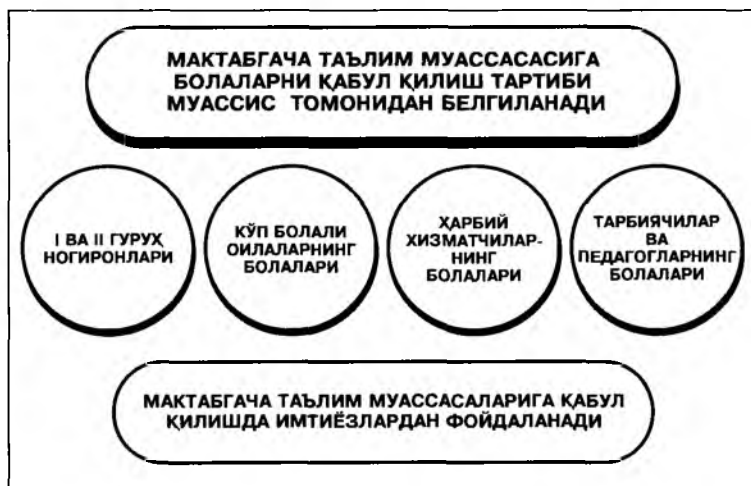 МАКТАБГАЧА ТАЪЛИМ МУАССАСАСИГА
БОЛАЛАРНИ ҚАБУЛ ҚИЛИШ ТАРТИБИ
МУАССИС ТОМОНИДАН БЕЛГИЛАНАДИ
I ВА II ГУРУҲ
НОГИРОНЛАРИ
КЎП БОЛАЛИ
ОИЛАЛАРНИНГ
БОЛАЛАРИ
ҲАРБИЙ
ХИЗМАТЧИЛАР-
НИНГ
БОЛАЛАРИ
ТАРБИЯЧИЛАР
ВА
ПЕДАГОГЛАРНИНГ
БОЛАЛАРИ
МАКТАБГАЧА ТАЪЛИМ МУАССАСАЛАРИГА ҚАБУЛ
ҚИЛИШДА ИМТИЁЗЛАРДАН ФОЙДАЛАНАДИ